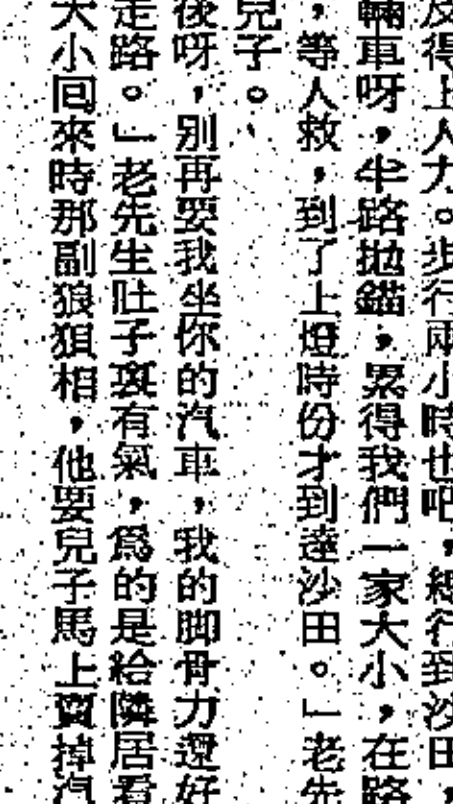 及得上人力。步行兩小時也吧，總行到沙田，
輛車呀，半路拋錨，累得我們一家大小，在路
，等人救，到了上燈時份才到達沙田。」老先
兒子。
後呀，別再要我坐你的汽車，我的脚骨力還好
走路。」老先生肚子裏有氣，爲的是給隣居看
大小囘來時那副狼狽相，他要兒子馬上賣掉汽